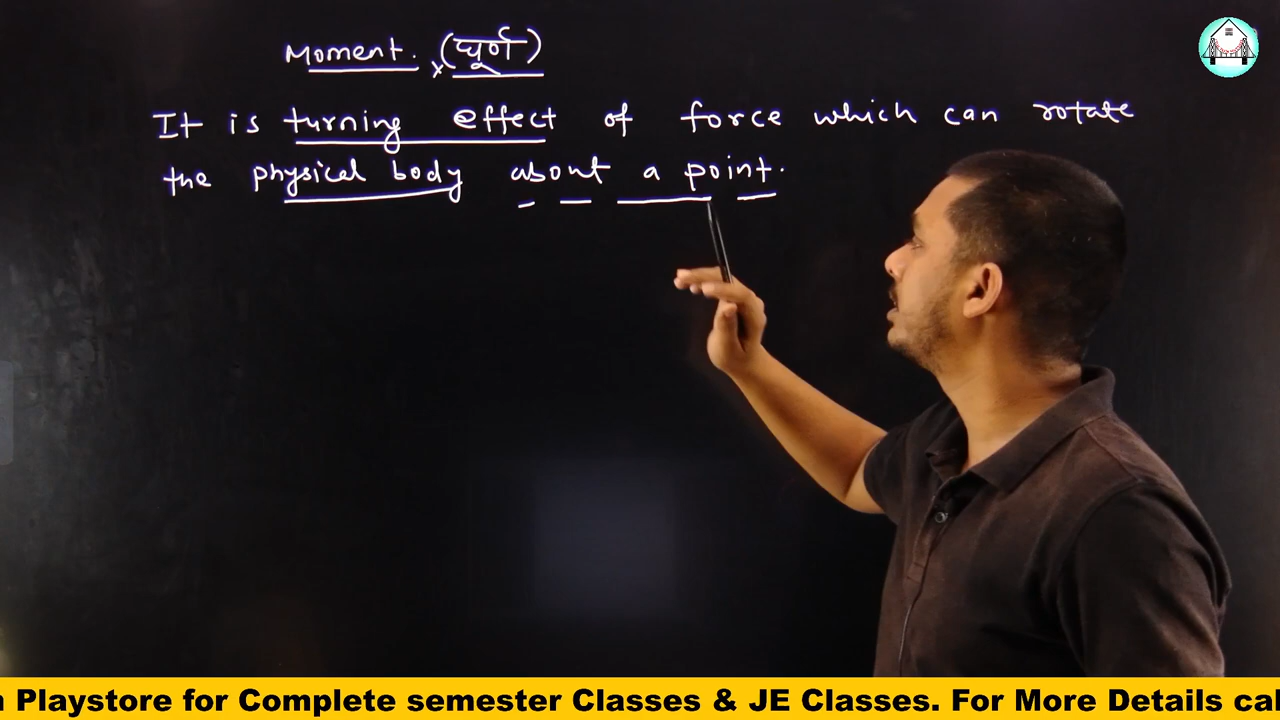 Moment. (घूर्ण)
It is turning effect of force which can rotate
the physical body about a point.
Playstore for Complete semester Classes & JE Classes. For More Details